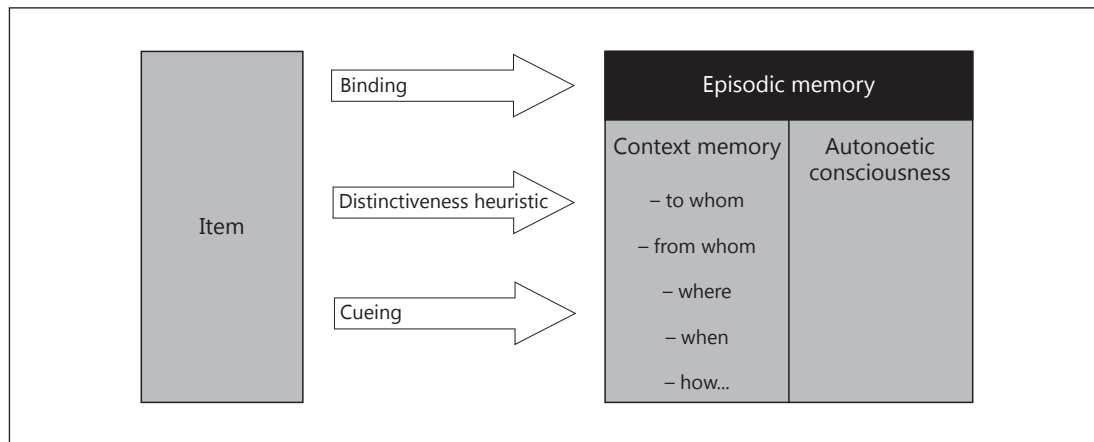 Item
Binding
Distinctiveness heuristic
Cueing
Episodic memory
Context memory
– to whom
– from whom
– where
– when
– how...
Autonoetic
consciousness